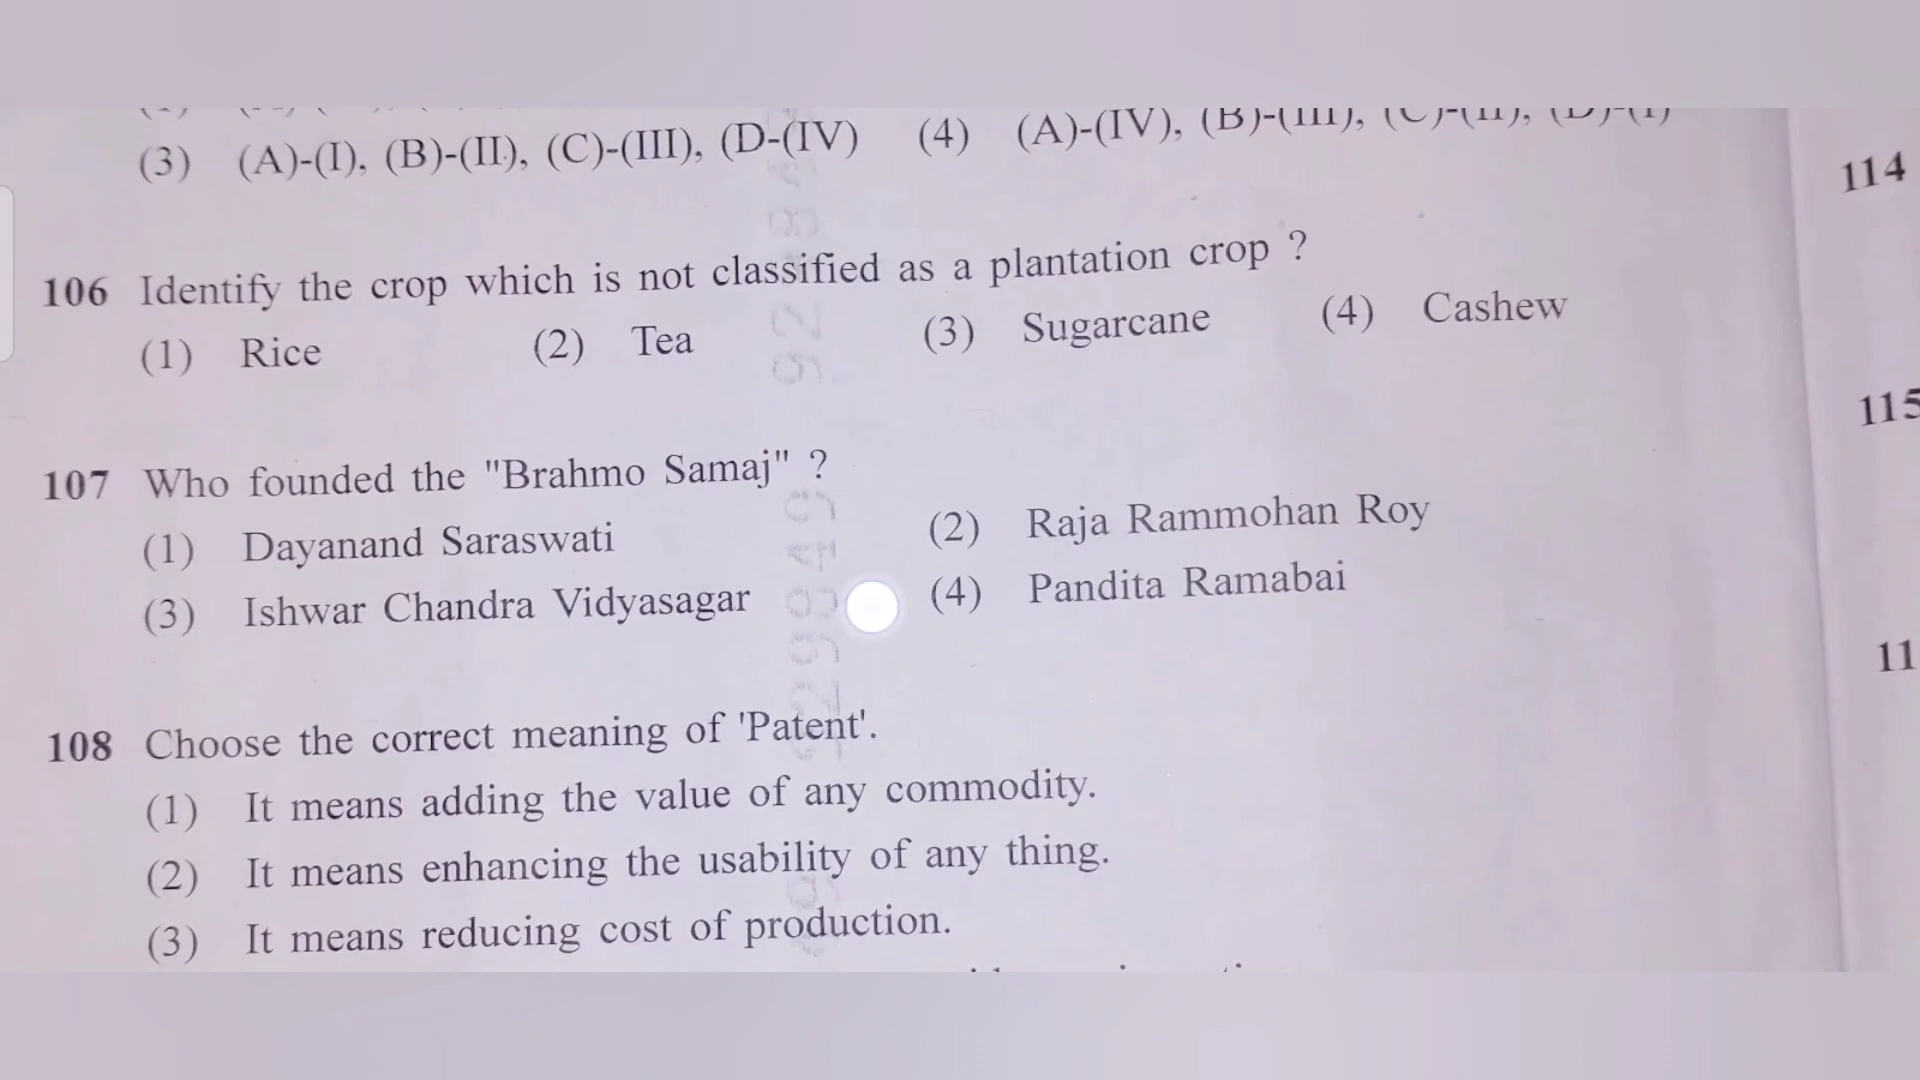 (3) (A)-(I), (B)-(II), (C)-(III), (D-(IV) (4) (A)-(IV), (B)-(III), (C)-(II), (D)-(I)
114
106 Identify the crop which is not classified as a plantation crop ?
(1) Rice (2) Tea (3) Sugarcane (4) Cashew
115
107 Who founded the "Brahmo Samaj" ?
(1) Dayanand Saraswati (2) Raja Rammohan Roy
(3) Ishwar Chandra Vidyasagar (4) Pandita Ramabai
11
108 Choose the correct meaning of 'Patent'.
(1) It means adding the value of any commodity.
(2) It means enhancing the usability of any thing.
(3) It means reducing cost of production.